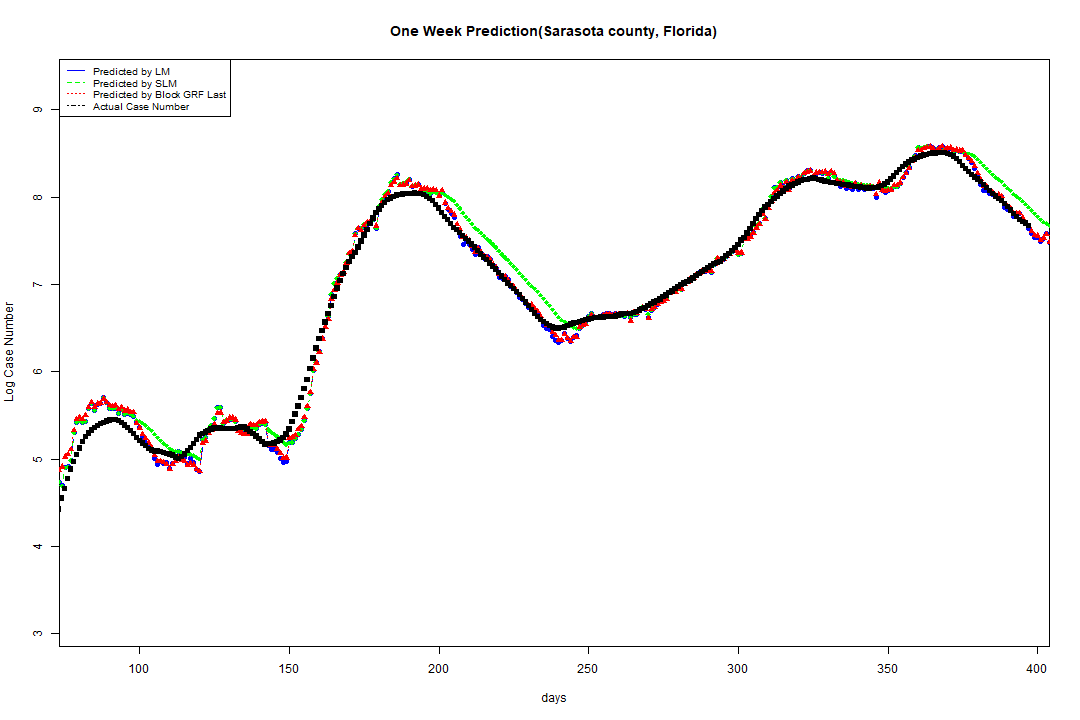 One Week Prediction(Sarasota county, Florida)
Predicted by LM
Predicted by SLM
Predicted by Block GRF Last
Actual Case Number
9
8
7
6
5
4
3
Log Case Number
100 150 200 250 300 350 400
days